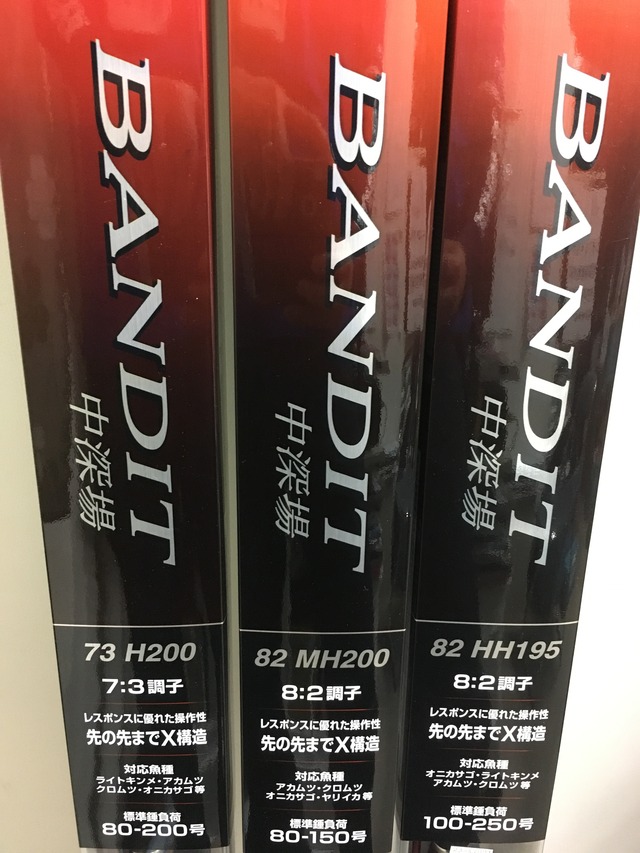 BANDIT
中深場
73 H200
7:3調子
レスポンスに優れた操作性
先の先までX構造
対応魚種
ライトキンメ・アカムツ
クロムツ・オニカサゴ 等
標準錘負荷
80-200号
BANDIT
中深場
82 MH200
8:2調子
レスポンスに優れた操作性
先の先までX構造
対応魚種
アカムツ・クロムツ
オニカサゴ・ヤリイカ 等
標準錘負荷
80-150号
BANDIT
中深場
82 HH195
8:2調子
レスポンスに優れた操作性
先の先までX構造
対応魚種
オニカサゴ・ライトキンメ
アカムツ・クロムツ 等
標準錘負荷
100-250号